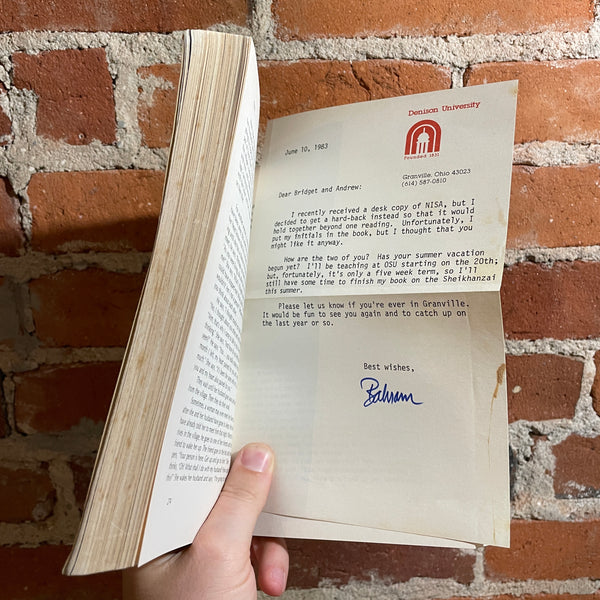 Denison University
Founded 1831
June 10, 1983
Granville, Ohio 43023
(614) 587-0810
Dear Bridget and Andrew:
I recently received a desk copy of NISA, but I
decided to get a hard-back instead so that it would
hold together beyond one reading. Unfortunately, I
put my initials in the book, but I thought that you
might like it anyway.
How are the two of you? Has your summer vacation
begun yet? I'll be teaching at OSU starting on the 20th;
but, fortunately, it's only a five week term, so I'll
still have some time to finish my book on the Sheikhanzai
this summer.
Please let us know if you're ever in Granville.
It would be fun to see you again and to catch up on
the last year or so.
Best wishes,
Bahram